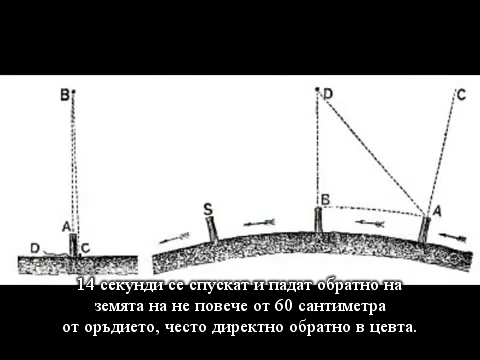 B
A
D
C
D
C
S
B
A
14 секунди се спускат и падат обратно на
земята на не повече от 60 сантиметра
от оръдието, често директно обратно в цевта.